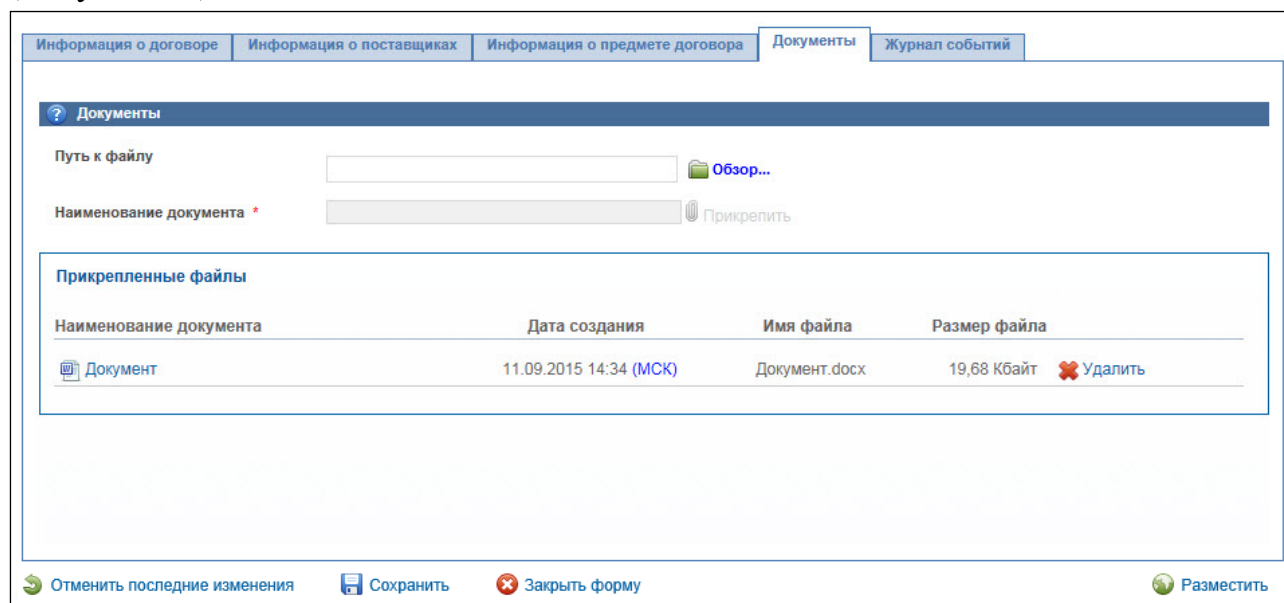 Информация о договоре Информация о поставщиках Информация о предмете договора Документы Журнал событий
? Документы
Путь к файлу
Обзор...
Наименование документа * Прикрепить
Прикрепленные файлы
Наименование документа Дата создания Имя файла Размер файла
Документ 11.09.2015 14:34 (МСК) Документ.docx 19,68 Кбайт Удалить
Отменить последние изменения Сохранить Закрыть форму Разместить